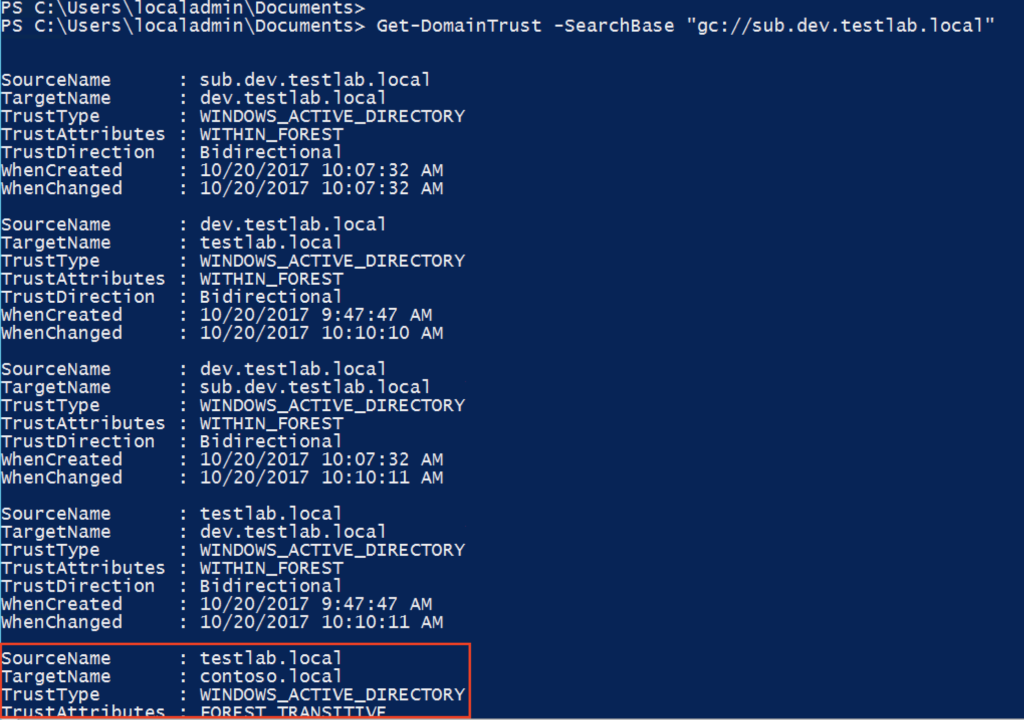 PS C:\Users\localadmin\Documents>
PS C:\Users\localadmin\Documents> Get-DomainTrust -SearchBase "gc://sub.dev.testlab.local"
SourceName : sub.dev.testlab.local
TargetName : dev.testlab.local
TrustType : WINDOWS_ACTIVE_DIRECTORY
TrustAttributes : WITHIN_FOREST
TrustDirection : Bidirectional
WhenCreated : 10/20/2017 10:07:32 AM
WhenChanged : 10/20/2017 10:07:32 AM
SourceName : dev.testlab.local
TargetName : testlab.local
TrustType : WINDOWS_ACTIVE_DIRECTORY
TrustAttributes : WITHIN_FOREST
TrustDirection : Bidirectional
WhenCreated : 10/20/2017 9:47:47 AM
WhenChanged : 10/20/2017 10:10:10 AM
SourceName : dev.testlab.local
TargetName : sub.dev.testlab.local
TrustType : WINDOWS_ACTIVE_DIRECTORY
TrustAttributes : WITHIN_FOREST
TrustDirection : Bidirectional
WhenCreated : 10/20/2017 10:07:32 AM
WhenChanged : 10/20/2017 10:10:11 AM
SourceName : testlab.local
TargetName : dev.testlab.local
TrustType : WINDOWS_ACTIVE_DIRECTORY
TrustAttributes : WITHIN_FOREST
TrustDirection : Bidirectional
WhenCreated : 10/20/2017 9:47:47 AM
WhenChanged : 10/20/2017 10:10:11 AM
SourceName : testlab.local
TargetName : contoso.local
TrustType : WINDOWS_ACTIVE_DIRECTORY
TrustAttributes : FOREST_TRANSITIVE